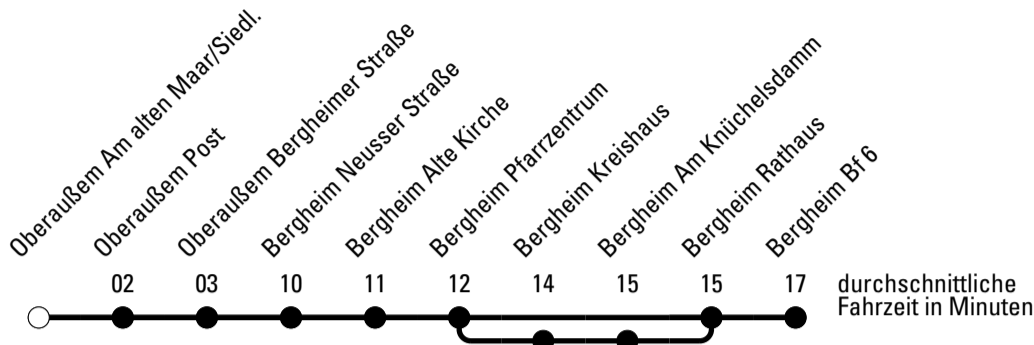 Oberaußem Am alten Maar/Siedl.
Oberaußem Post
Oberaußem Bergheimer Straße
Bergheim Neusser Straße
Bergheim Alte Kirche
Bergheim Pfarrzentrum
Bergheim Kreishaus
Bergheim Am Knüchelsdamm
Bergheim Rathaus
Bergheim Bf 6
02 03 10 11 12 14 15 15 17 durchschnittliche
Fahrzeit in Minuten